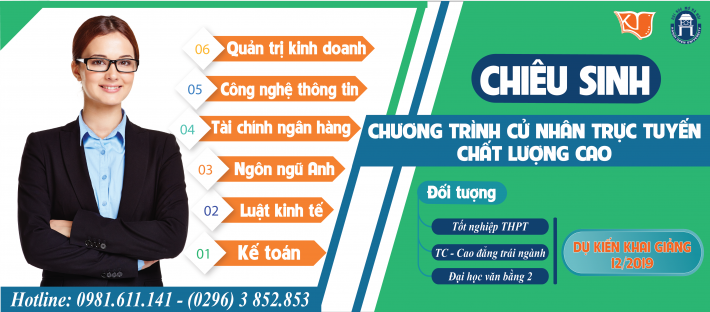 06 Quản trị kinh doanh
05 Công nghệ thông tin
04 Tài chính ngân hàng
03 Ngôn ngữ Anh
02 Luật kinh tế
01 Kế toán
Hotline: 0981.611.141 - (0296) 3 852.853
CHIÊU SINH
CHƯƠNG TRÌNH CỬ NHÂN TRỰC TUYẾN
CHẤT LƯỢNG CAO
Đối tượng
Tốt nghiệp THPT
TC - Cao đẳng trái ngành
Đại học văn bằng 2
DỰ KIẾN KHAI GIẢNG
12/2019